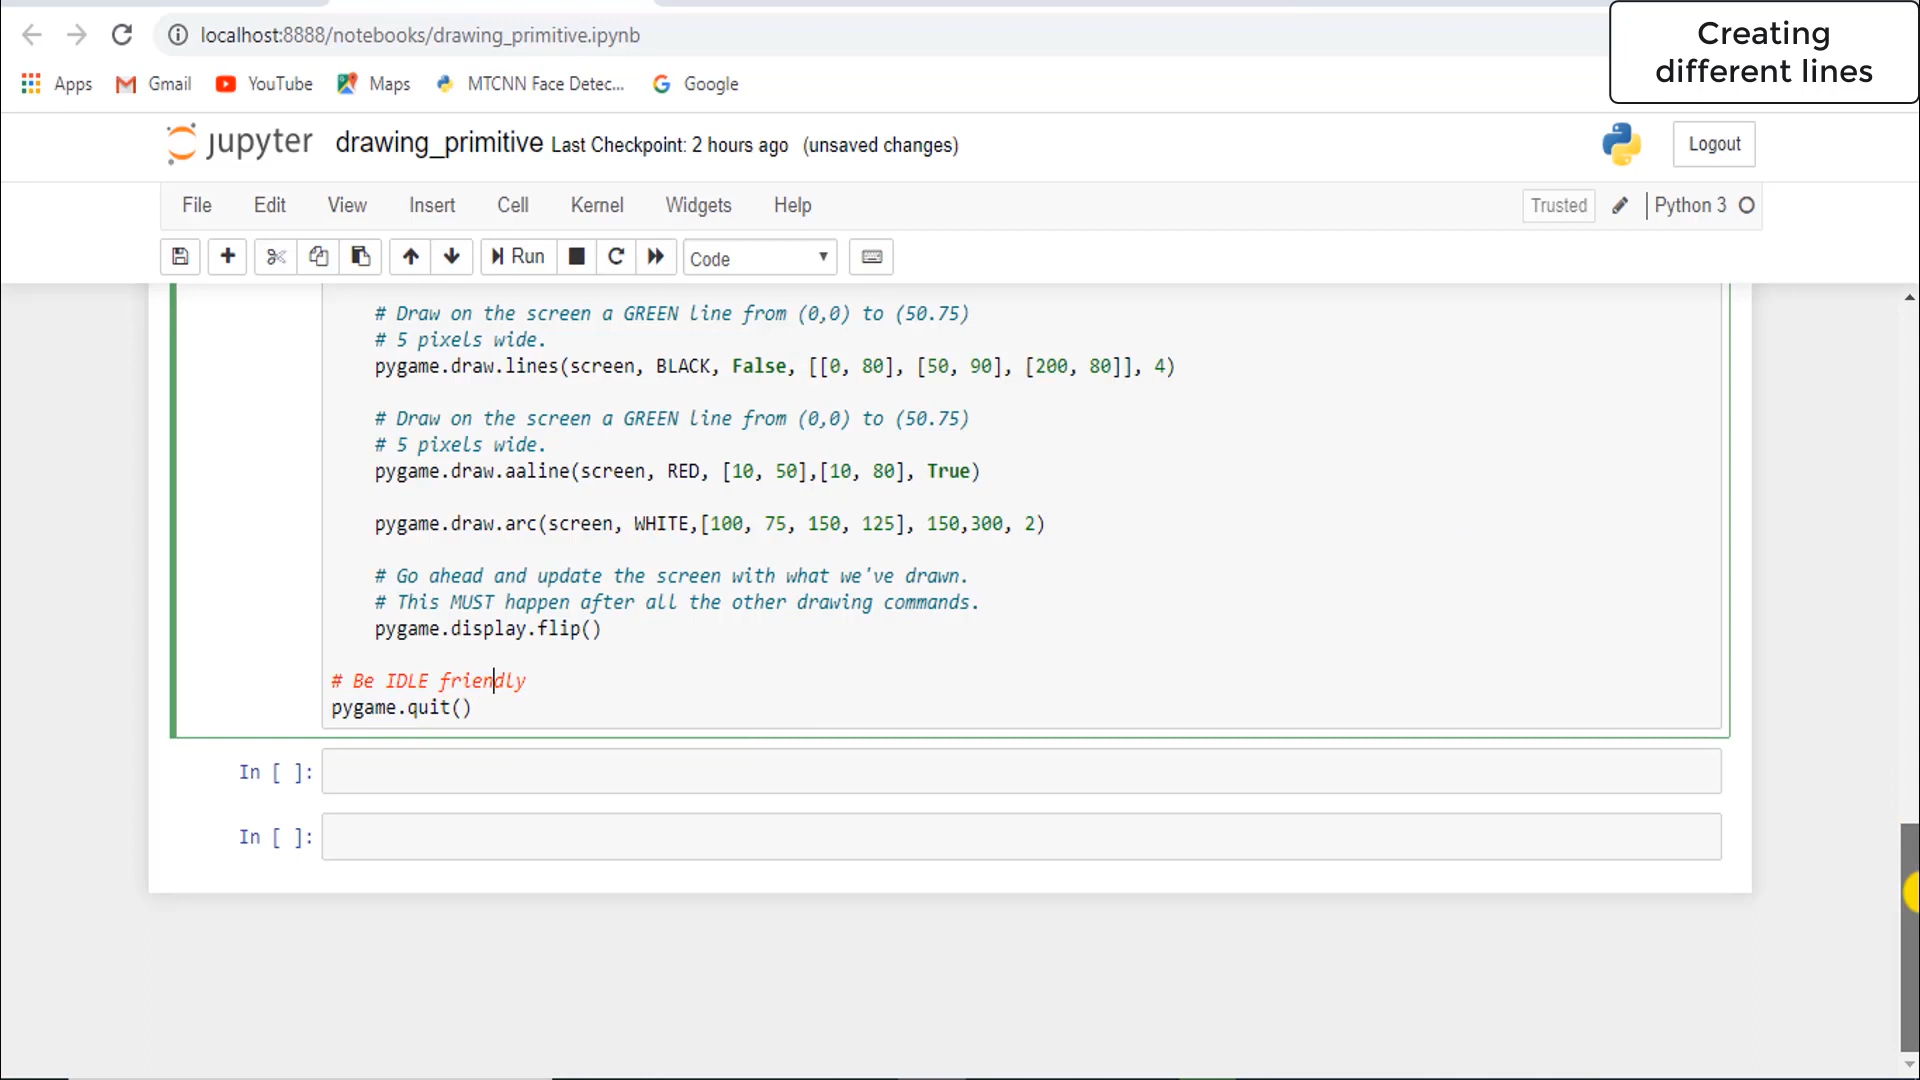 localhost:8888/notebooks/drawing_primitive.ipynb
Creating
different lines
Apps Gmail YouTube Maps MTCNN Face Detec... Google
jupyter drawing_primitive Last Checkpoint: 2 hours ago (unsaved changes) Logout
File Edit View Insert Cell Kernel Widgets Help Trusted Python 3
Run Code
# Draw on the screen a GREEN line from (0,0) to (50.75)
# 5 pixels wide.
pygame.draw.lines(screen, BLACK, False, [[0, 80], [50, 90], [200, 80]], 4)
# Draw on the screen a GREEN line from (0,0) to (50.75)
# 5 pixels wide.
pygame.draw.aaline(screen, RED, [10, 50],[10, 80], True)
pygame.draw.arc(screen, WHITE,[100, 75, 150, 125], 150,300, 2)
# Go ahead and update the screen with what we've drawn.
# This MUST happen after all the other drawing commands.
pygame.display.flip()
# Be IDLE friendly
pygame.quit()
In [ ]:
In [ ]: